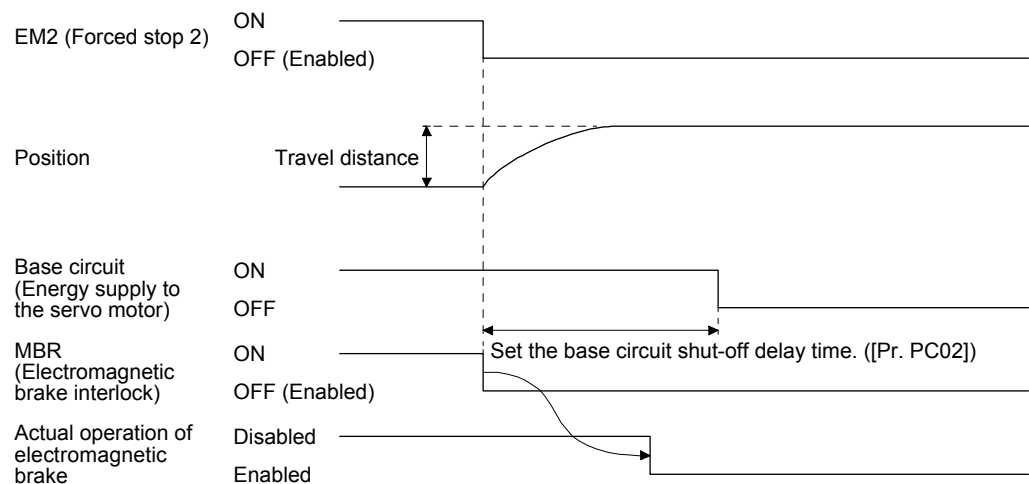 EM2 (Forced stop 2)
ON
OFF (Enabled)
Position
Travel distance
Base circuit
(Energy supply to
the servo motor)
ON
OFF
Set the base circuit shut-off delay time. ([Pr. PC02])
MBR
(Electromagnetic
brake interlock)
ON
OFF (Enabled)
Actual operation of
electromagnetic
brake
Disabled
Enabled